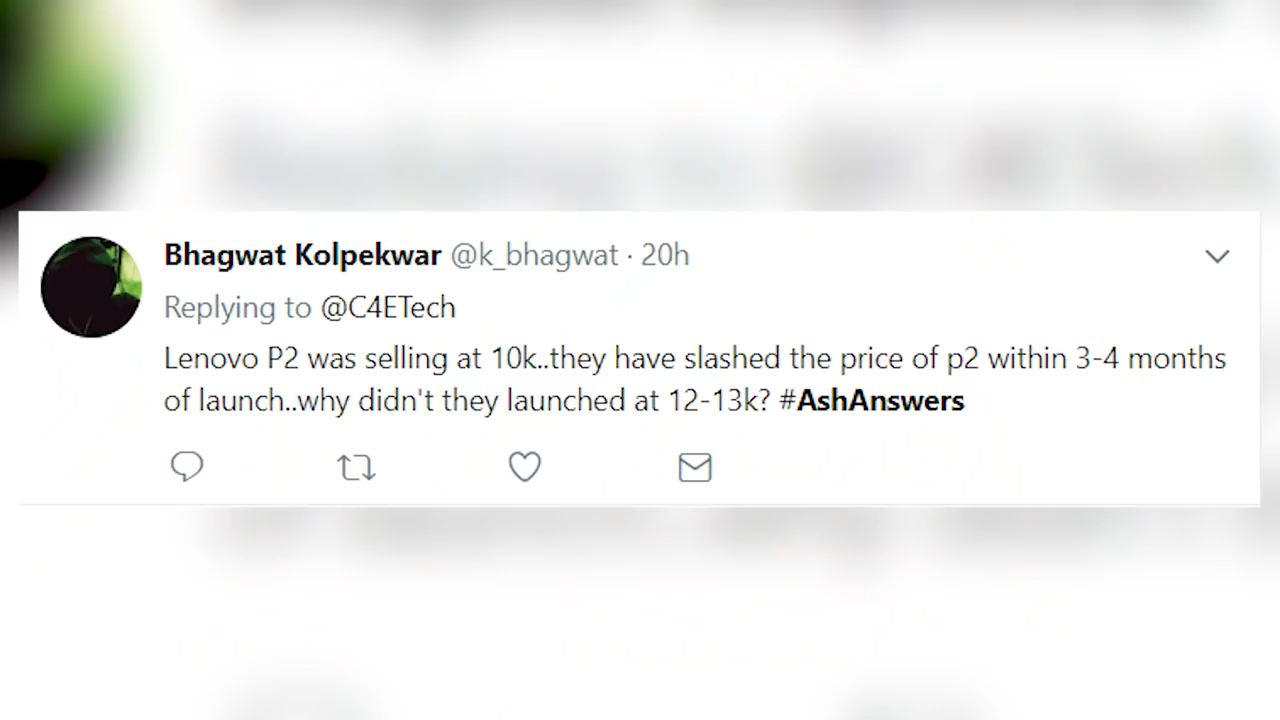 Bhagwat Kolpekwar @k_bhagwat · 20h
Replying to @C4ETech
Lenovo P2 was selling at 10k..they have slashed the price of p2 within 3-4 months
of launch..why didn't they launched at 12-13k? #AshAnswers